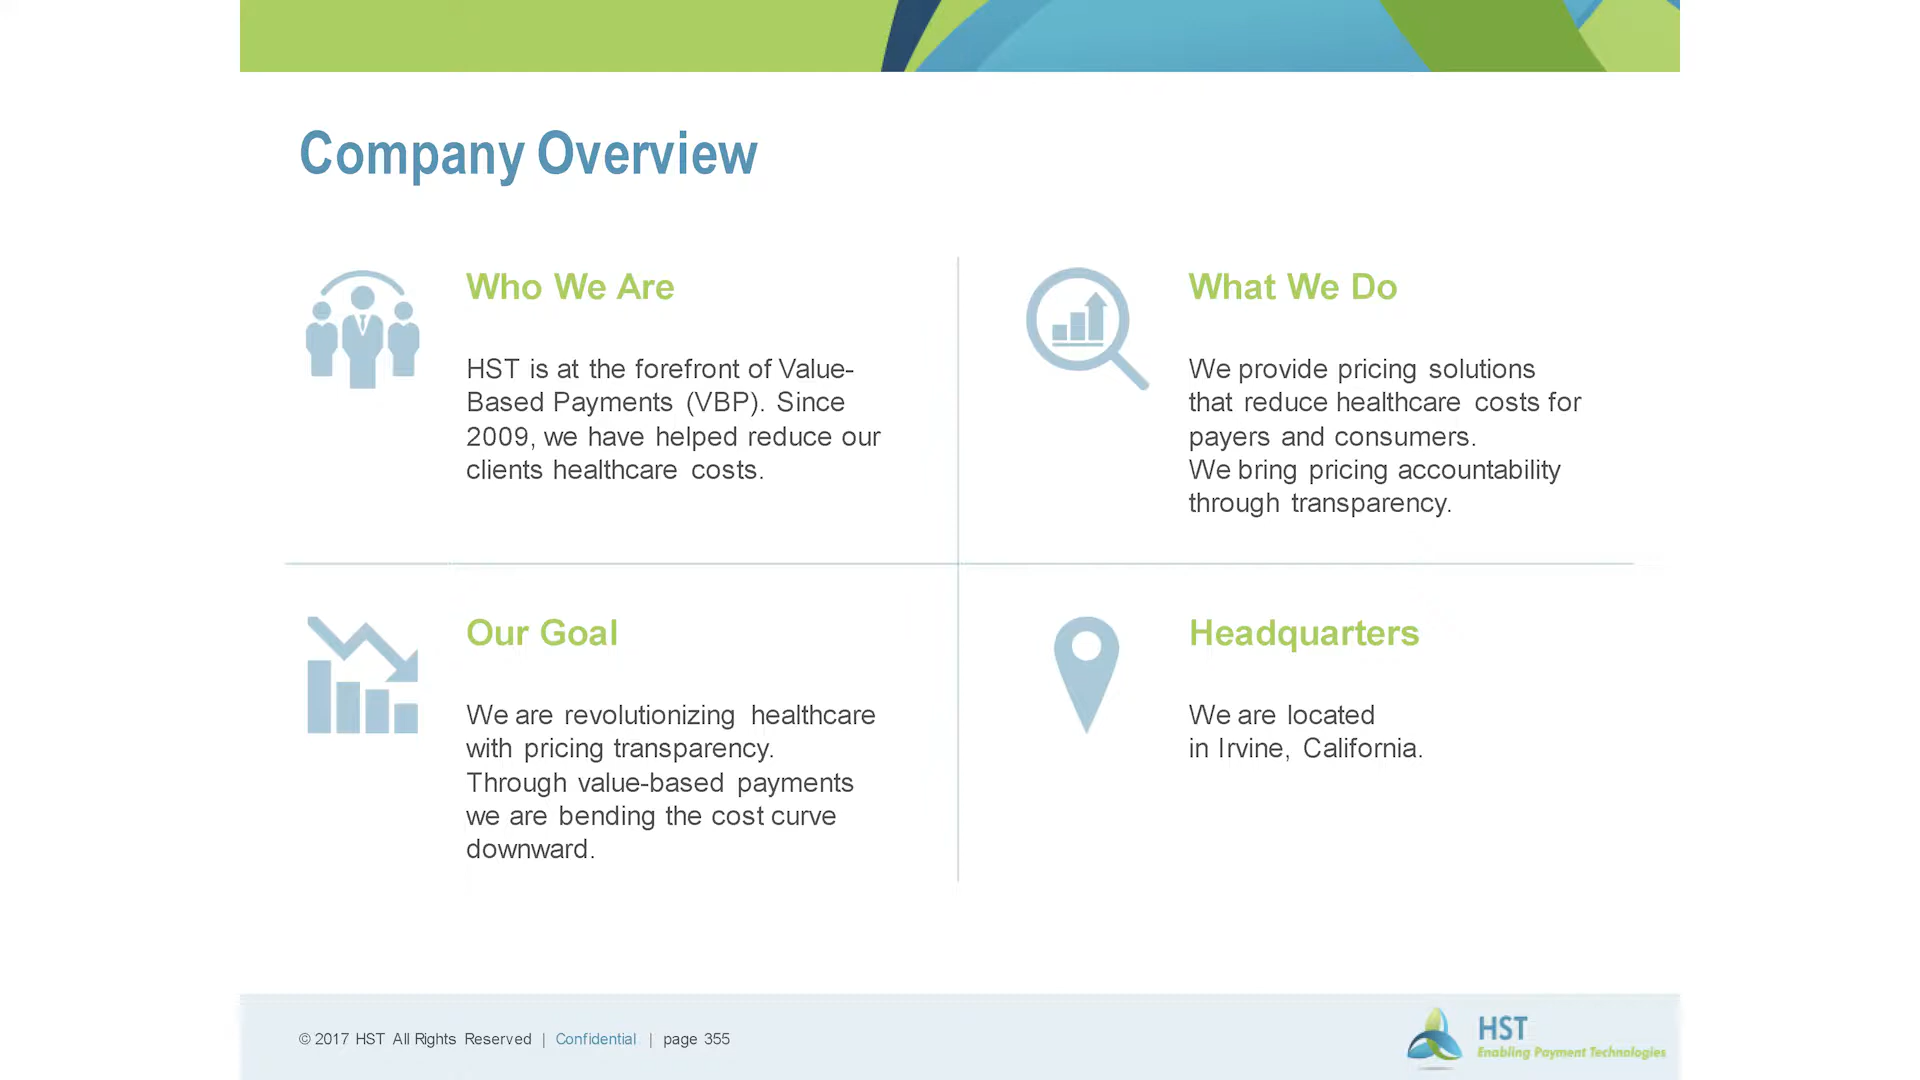 Company Overview
Who We Are
HST is at the forefront of Value-
Based Payments (VBP). Since
2009, we have helped reduce our
clients healthcare costs.
What We Do
We provide pricing solutions
that reduce healthcare costs for
payers and consumers.
We bring pricing accountability
through transparency.
Our Goal
We are revolutionizing healthcare
with pricing transparency.
Through value-based payments
we are bending the cost curve
downward.
Headquarters
We are located
in Irvine, California.
© 2017 HST All Rights Reserved | Confidential | page 355
HST
Enabling Payment Technologies